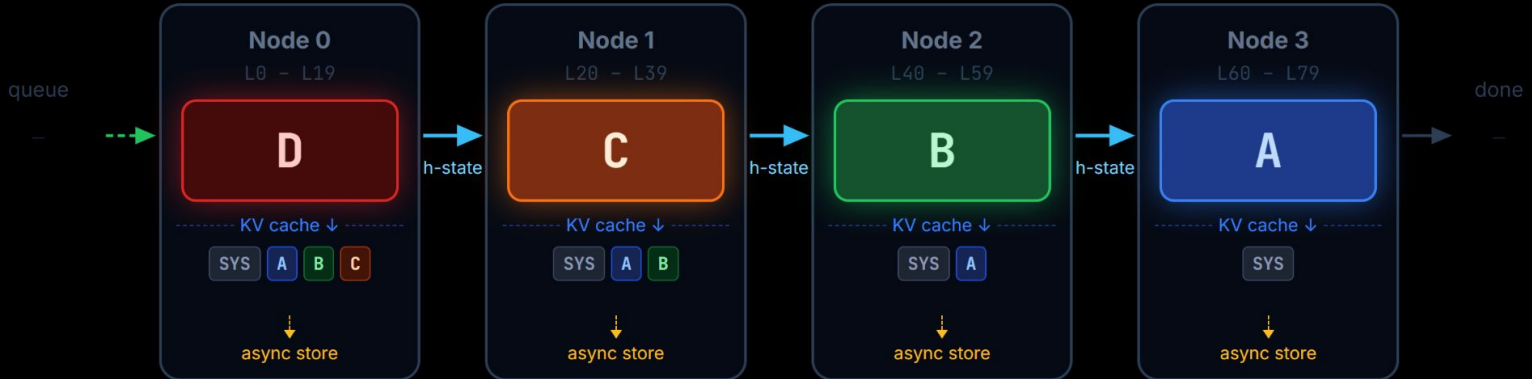 queue
–
Node 0
L0 – L19
D
KV cache ↓
SYS A B C
async store
h-state
Node 1
L20 – L39
C
KV cache ↓
SYS A B
async store
h-state
Node 2
L40 – L59
B
KV cache ↓
SYS A
async store
h-state
Node 3
L60 – L79
A
KV cache ↓
SYS
async store
done
–